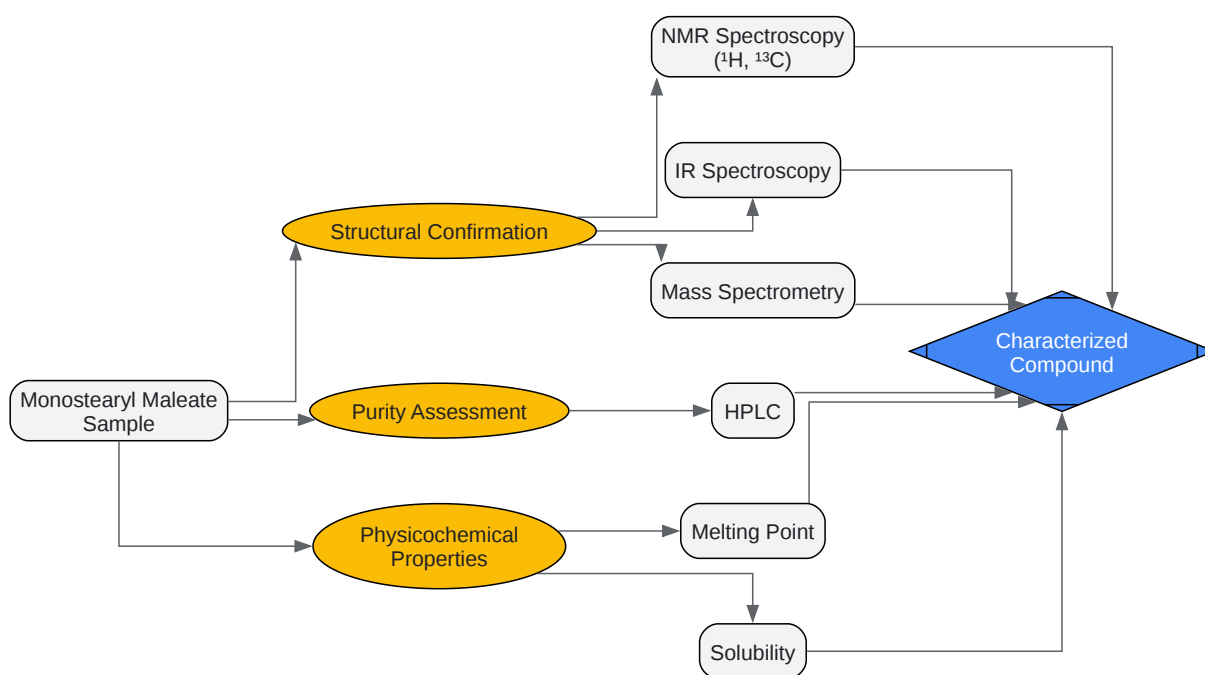 NMR Spectroscopy
(¹H, ¹³C)
IR Spectroscopy
Structural Confirmation
Mass Spectrometry
Characterized
Compound
Monostearyl Maleate
Sample
Purity Assessment
HPLC
Physicochemical
Properties
Melting Point
Solubility